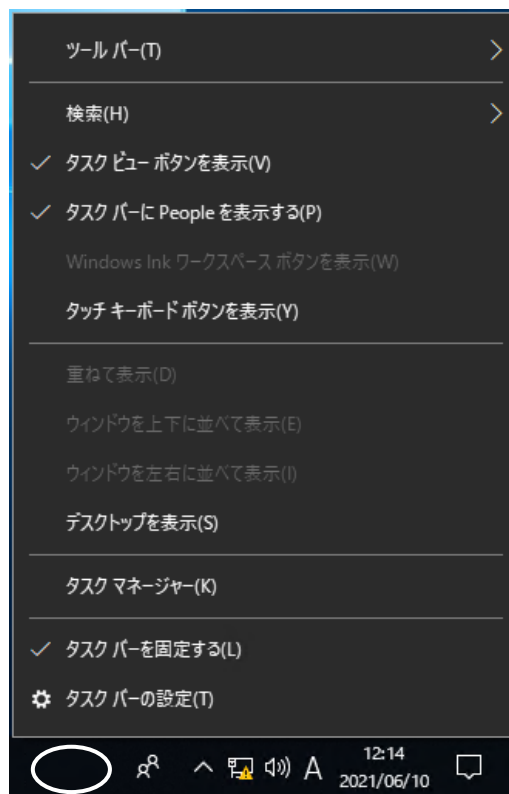 ツール バー(T)
検索(H)
タスク ビュー ボタンを表示(V)
タスク バーに People を表示する(P)
Windows Ink ワークスペース ボタンを表示(W)
タッチ キーボード ボタンを表示(Y)
重ねて表示(D)
ウィンドウを上下に並べて表示(E)
ウィンドウを左右に並べて表示(I)
デスクトップを表示(S)
タスク マネージャー(K)
タスク バーを固定する(L)
タスク バーの設定(T)
A
12:14
2021/06/10